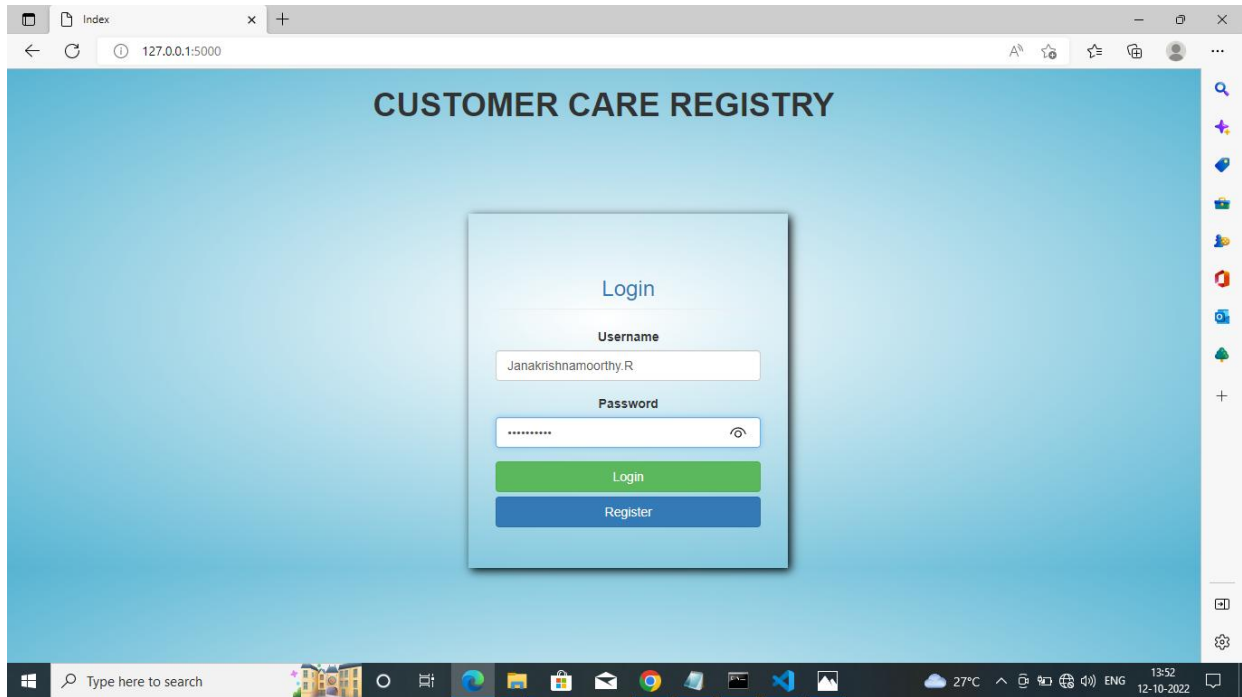 Index
127.0.0.1:5000
CUSTOMER CARE REGISTRY
Login
Username
Janakrishnamoorthy.R
Password
••••••••••
Login
Register
Type here to search
27°C
ENG
13:52
12-10-2022